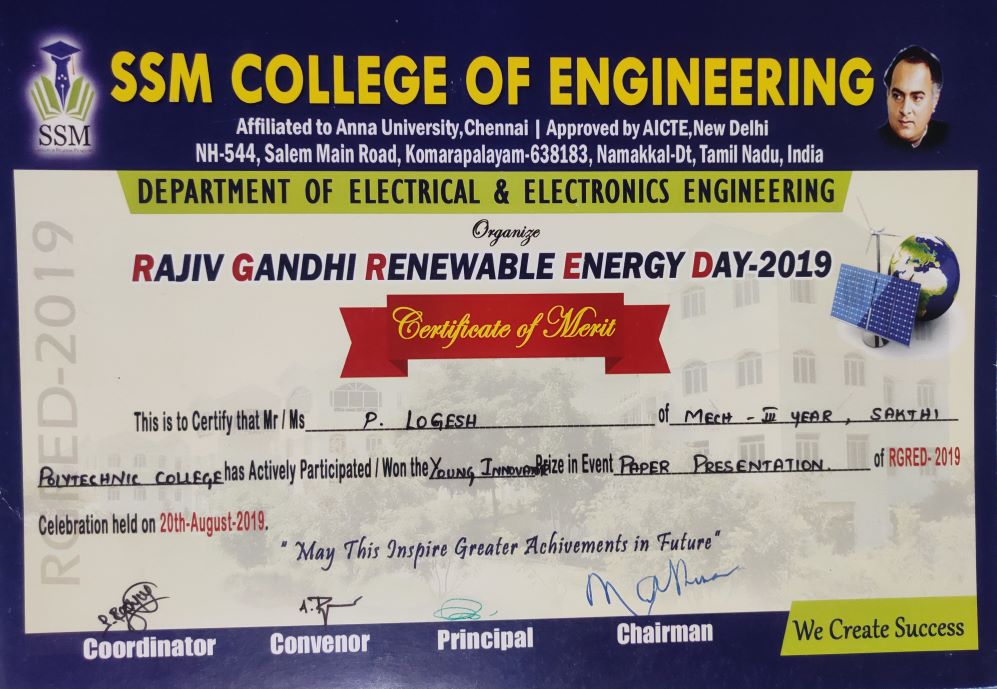 SSM COLLEGE OF ENGINEERING
SSM
Affiliated to Anna University,Chennai | Approved by AICTE,New Delhi
NH-544, Salem Main Road, Komarapalayam-638183, Namakkal-Dt, Tamil Nadu, India
DEPARTMENT OF ELECTRICAL & ELECTRONICS ENGINEERING
Organize
RAJIV GANDHI RENEWABLE ENERGY DAY-2019
RGRED-2019
Certificate of Merit
This is to Certify that Mr / Ms P. LOGESH of MECH - III YEAR, SAKTHI
POLYTECHNIC COLLEGE has Actively Participated / Won the YOUNG Prize in Event PAPER PRESENTATION. of RGRED- 2019
Celebration held on 20th-August-2019.
"May This Inspire Greater Achivements in Future"
Coordinator Convenor Principal Chairman
We Create Success